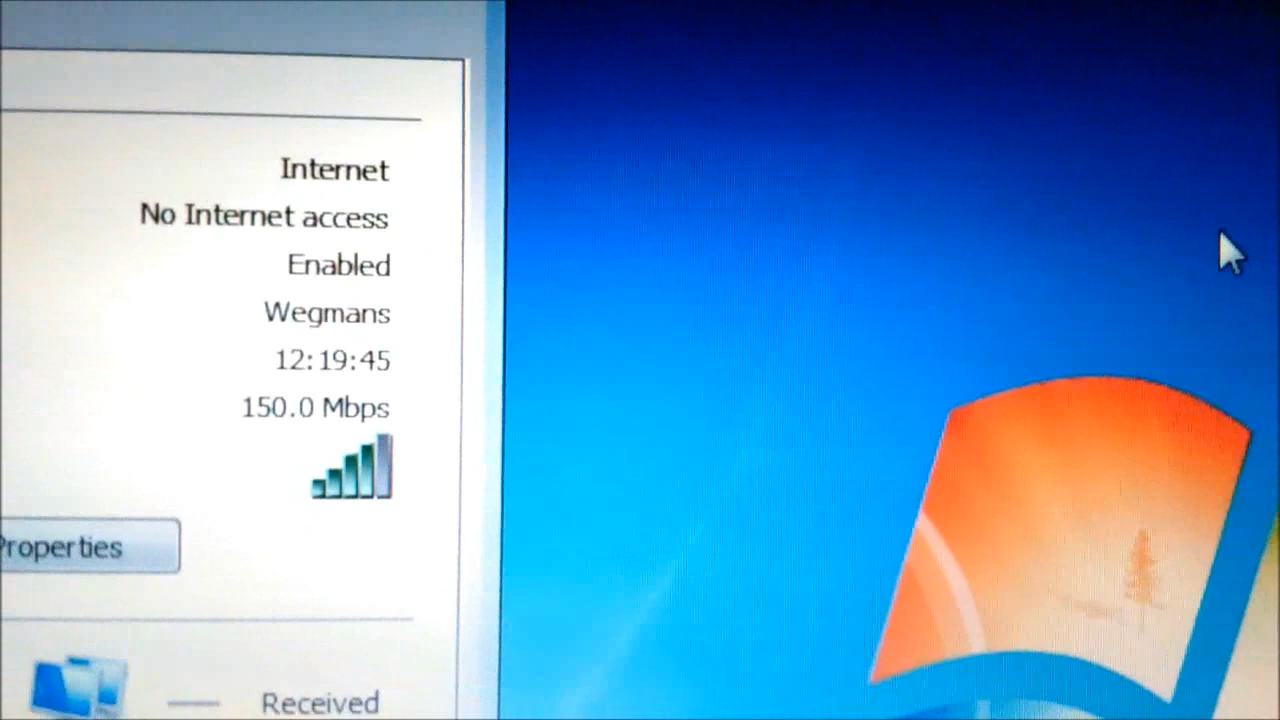 Internet
No Internet access
Enabled
Wegmans
12:19:45
150.0 Mbps
Properties
Received